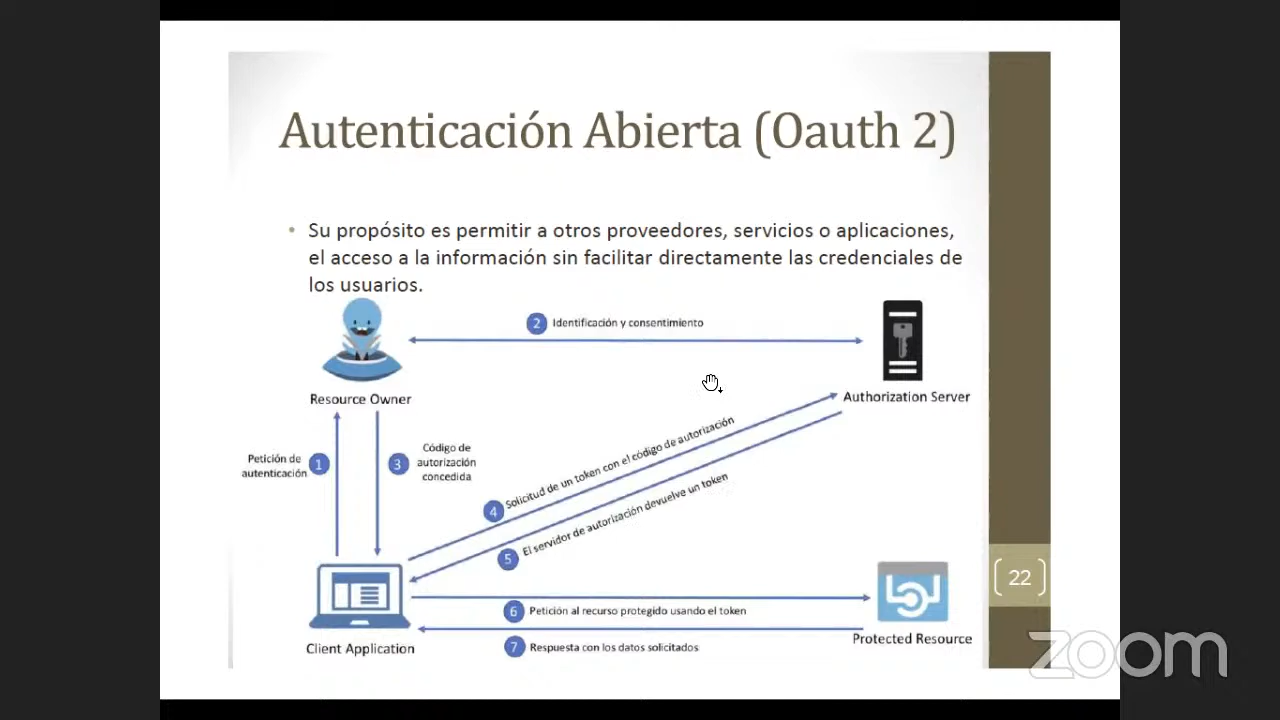 Autenticación Abierta (Oauth 2)
• Su propósito es permitir a otros proveedores, servicios o aplicaciones,
el acceso a la información sin facilitar directamente las credenciales de
los usuarios.
2 Identificación y consentimiento
Resource Owner
Authorization Server
Petición de
autenticación
1
3
Código de
autorización
concedida
4 Solicitud de un token con el código de autorización
5 El servidor de autorización devuelve un token
22
6 Petición al recurso protegido usando el token
Client Application
7 Respuesta con los datos solicitados
Protected Resource
zoom